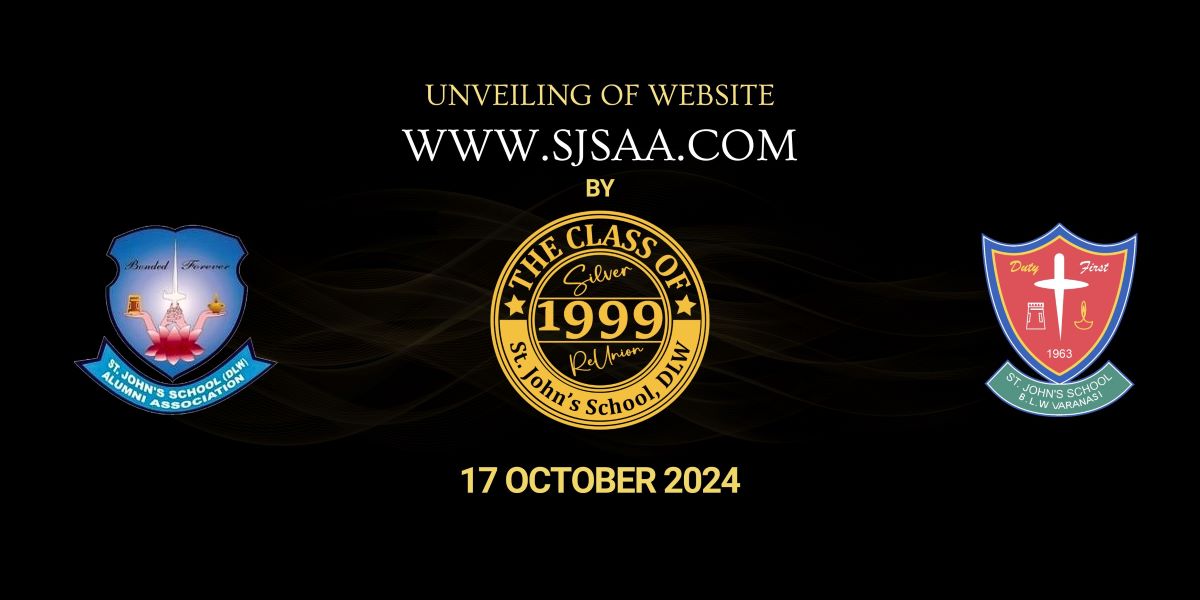 UNVEILING OF WEBSITE
WWW.SJSAA.COM
BY
Bonded Forever
ST. JOHN'S SCHOOL (DLW)
ALUMNI ASSOCIATION
THE CLASS OF
Silver
1999
ReUnion
St. John's School, DLW
Duty First
1963
ST. JOHN'S SCHOOL
B.L.W VARANASI
17 OCTOBER 2024